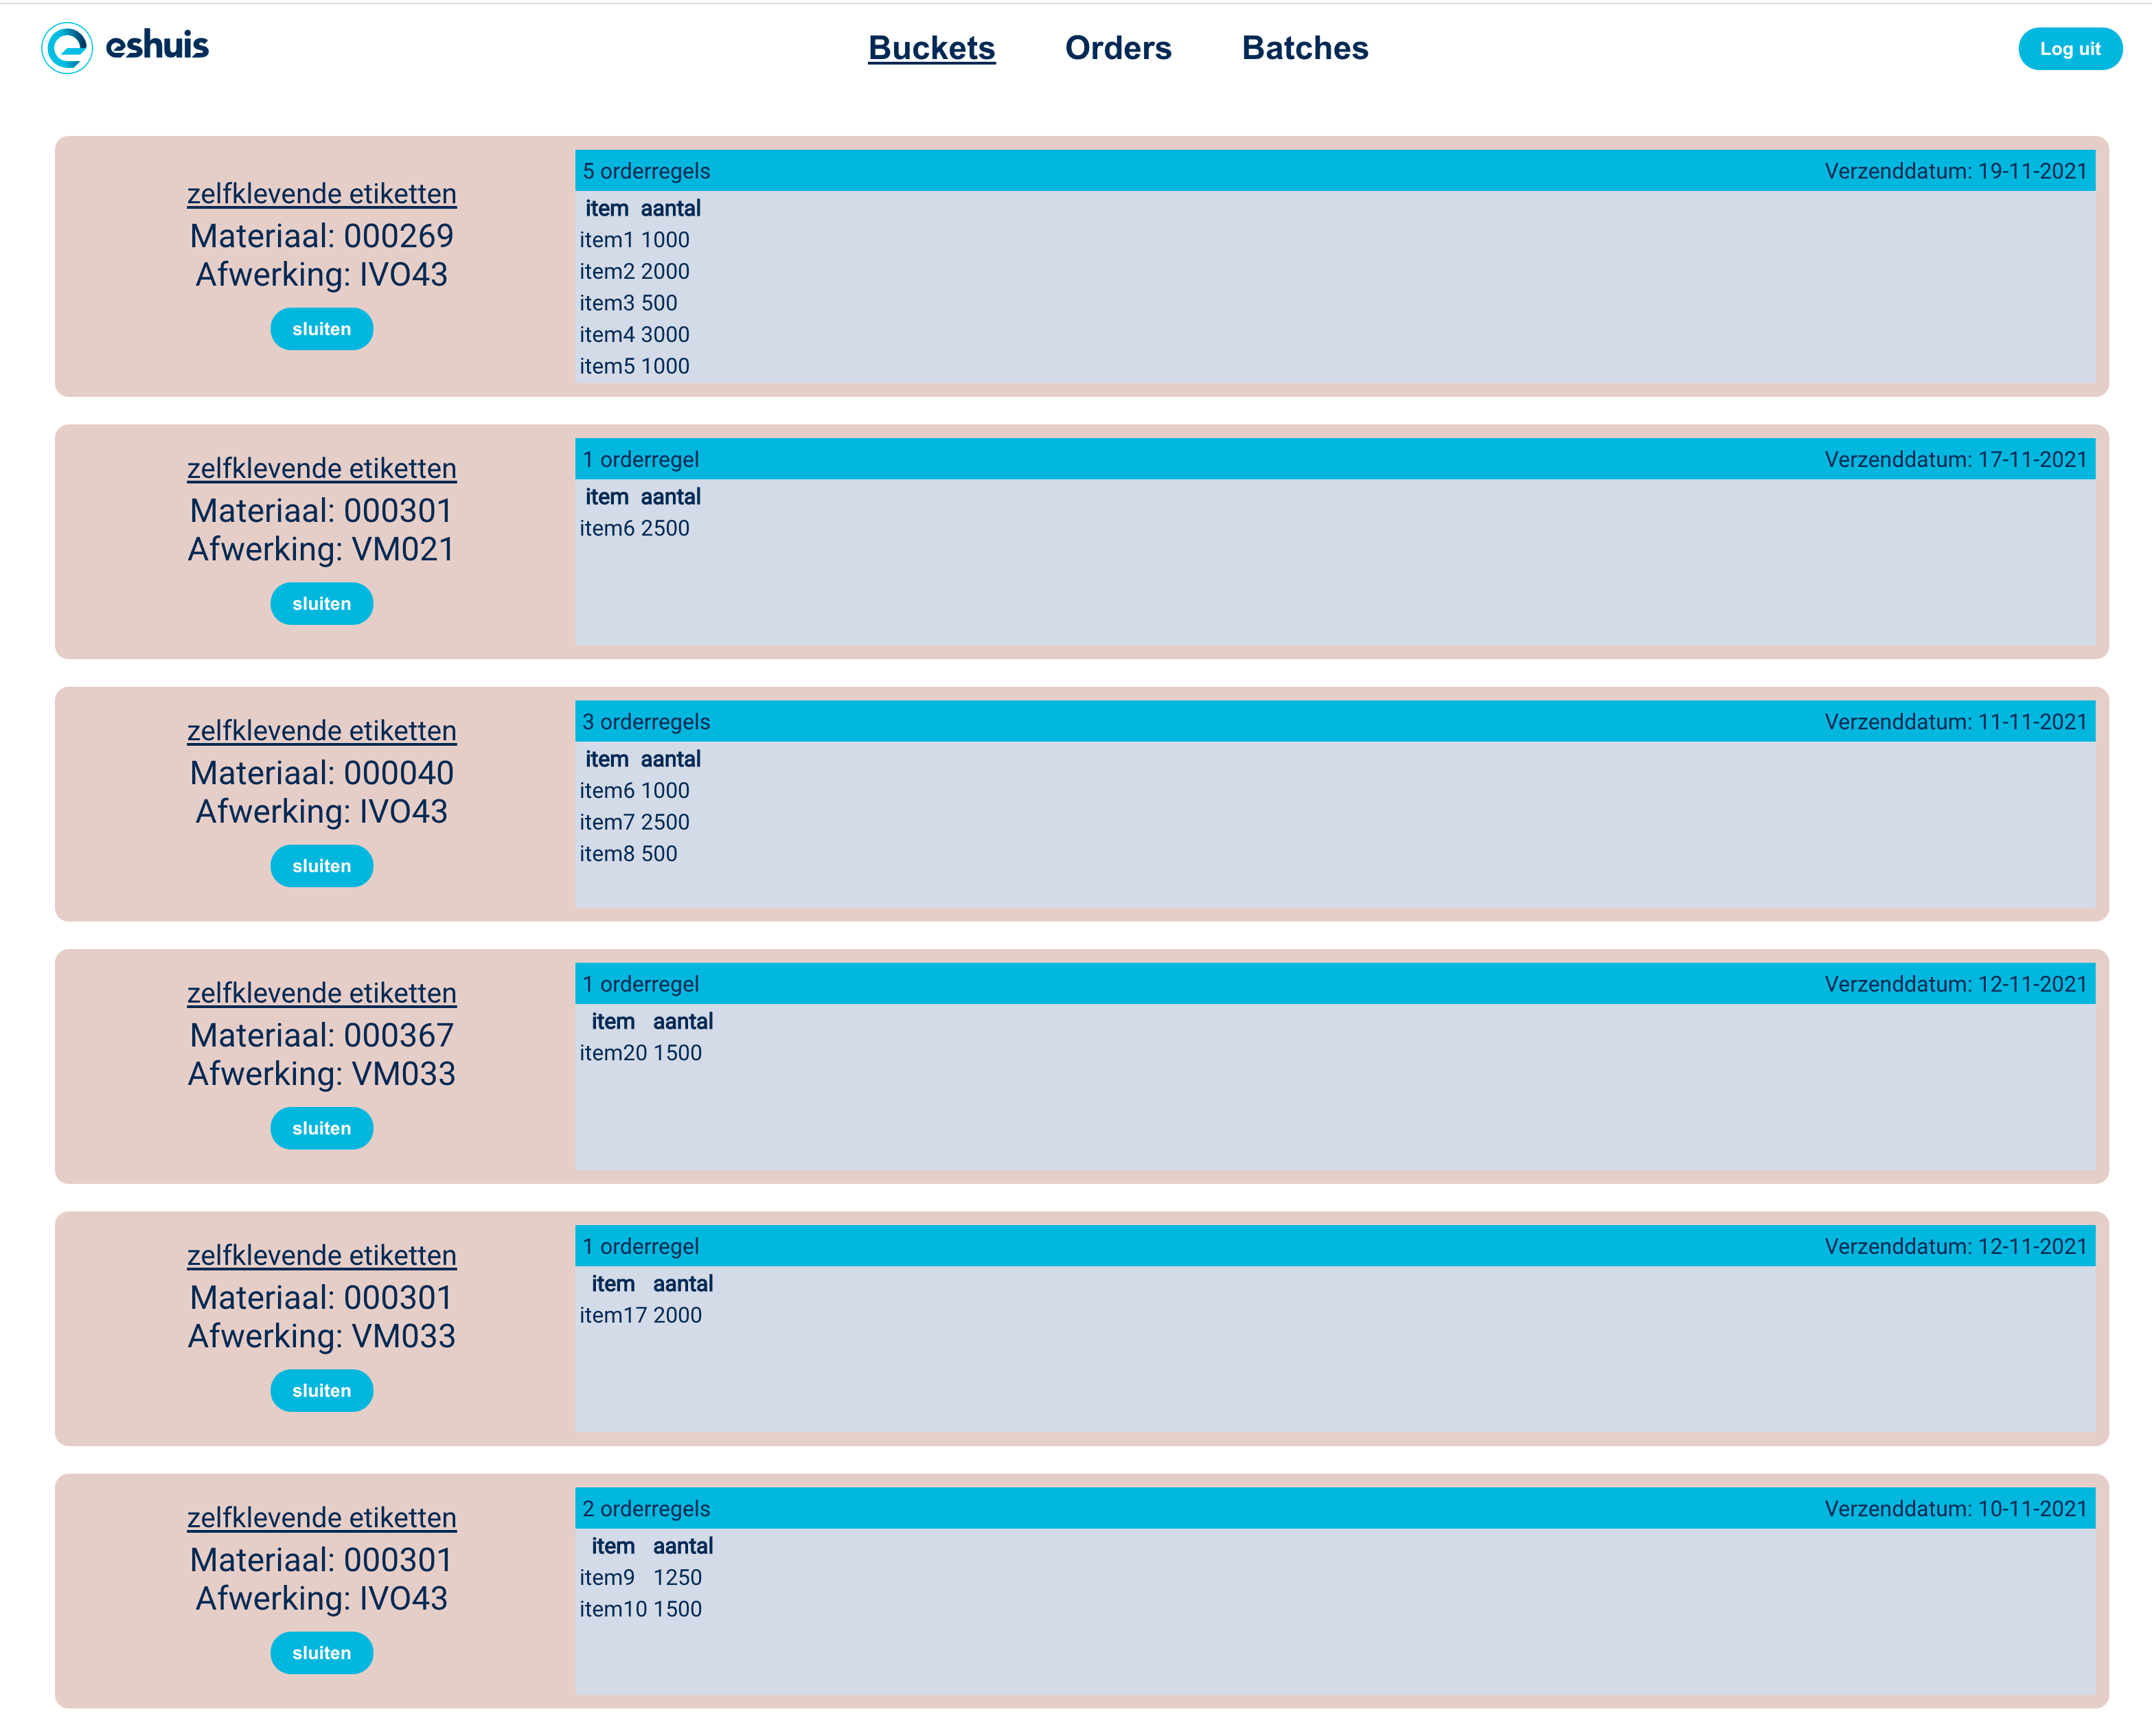 eshuis
Buckets Orders Batches
Log uit
zelfklevende etiketten
Materiaal: 000269
Afwerking: IVO43
sluiten
5 orderregels Verzenddatum: 19-11-2021
item aantal
item1 1000
item2 2000
item3 500
item4 3000
item5 1000
zelfklevende etiketten
Materiaal: 000301
Afwerking: VM021
sluiten
1 orderregel Verzenddatum: 17-11-2021
item aantal
item6 2500
zelfklevende etiketten
Materiaal: 000040
Afwerking: IVO43
sluiten
3 orderregels Verzenddatum: 11-11-2021
item aantal
item6 1000
item7 2500
item8 500
zelfklevende etiketten
Materiaal: 000367
Afwerking: VM033
sluiten
1 orderregel Verzenddatum: 12-11-2021
item aantal
item20 1500
zelfklevende etiketten
Materiaal: 000301
Afwerking: VM033
sluiten
1 orderregel Verzenddatum: 12-11-2021
item aantal
item17 2000
zelfklevende etiketten
Materiaal: 000301
Afwerking: IVO43
sluiten
2 orderregels Verzenddatum: 10-11-2021
item aantal
item9 1250
item10 1500